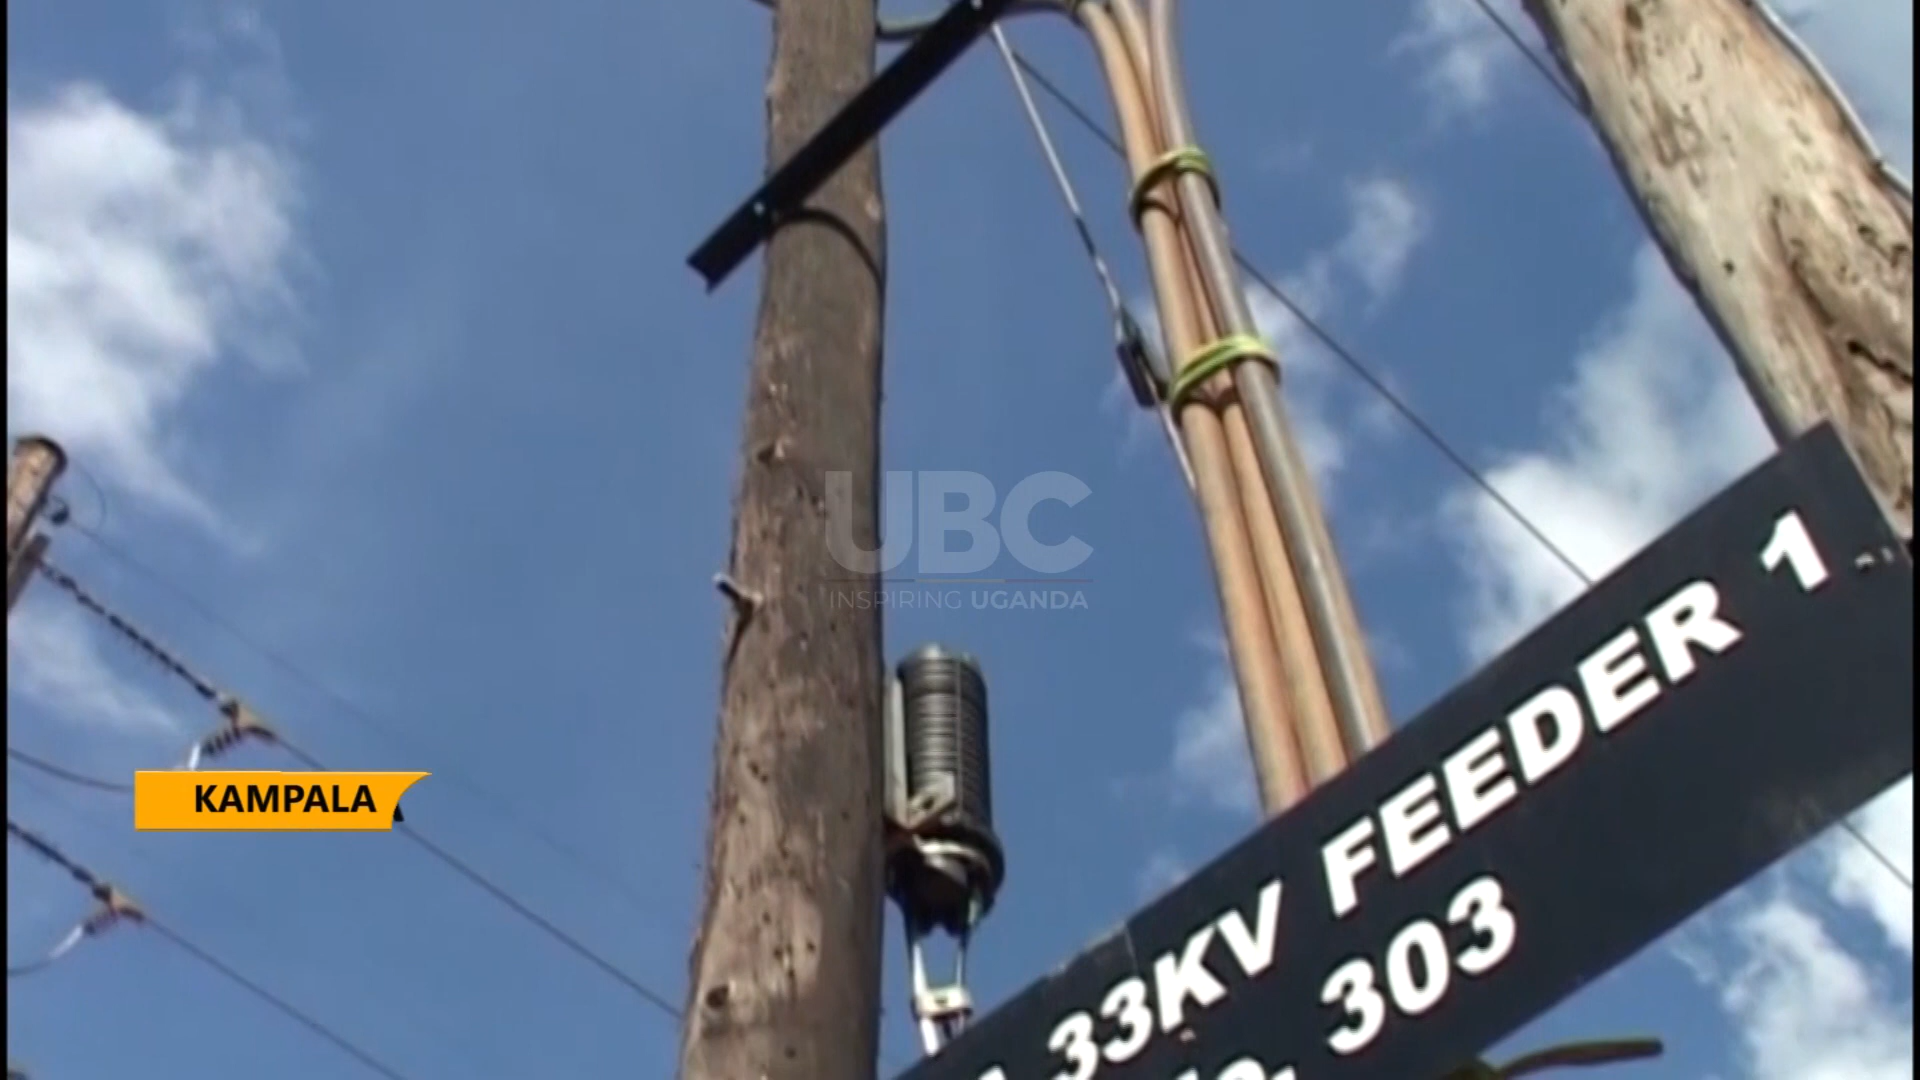 UBC
INSPIRING UGANDA
KAMPALA
33KV FEEDER 1
303